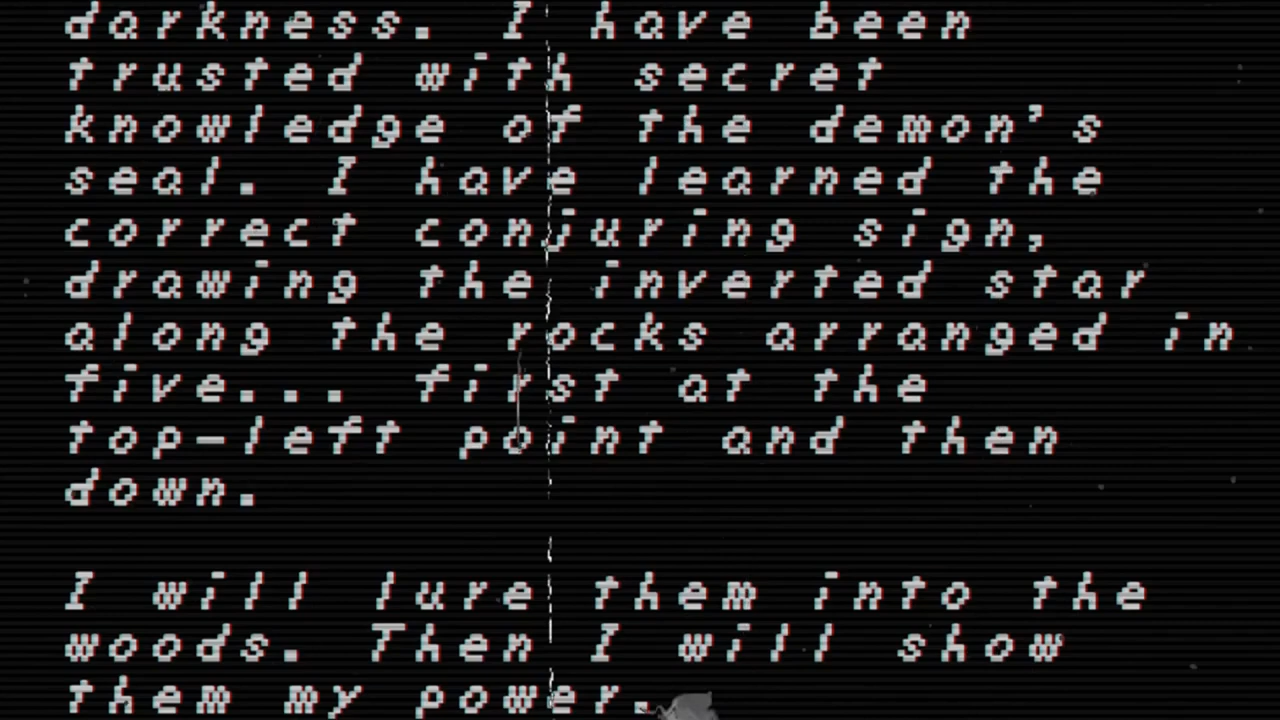 darkness. I have been
trusted with secret
knowledge of the demon's
seal. I have learned the
correct conjuring sign,
drawing the inverted star
along the rocks arranged in
five... first at the
top-left point and then
down.
I will lure them into the
woods. Then I will show
them my power.